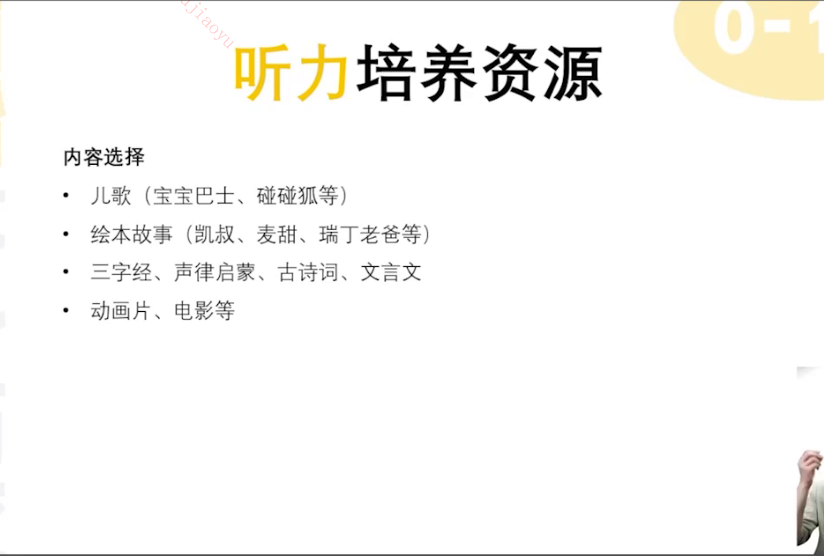 jiaoyu
0-1
听力培养资源
内容选择
• 儿歌（宝宝巴士、碰碰狐等）
• 绘本故事（凯叔、麦甜、瑞丁老爸等）
• 三字经、声律启蒙、古诗词、文言文
• 动画片、电影等